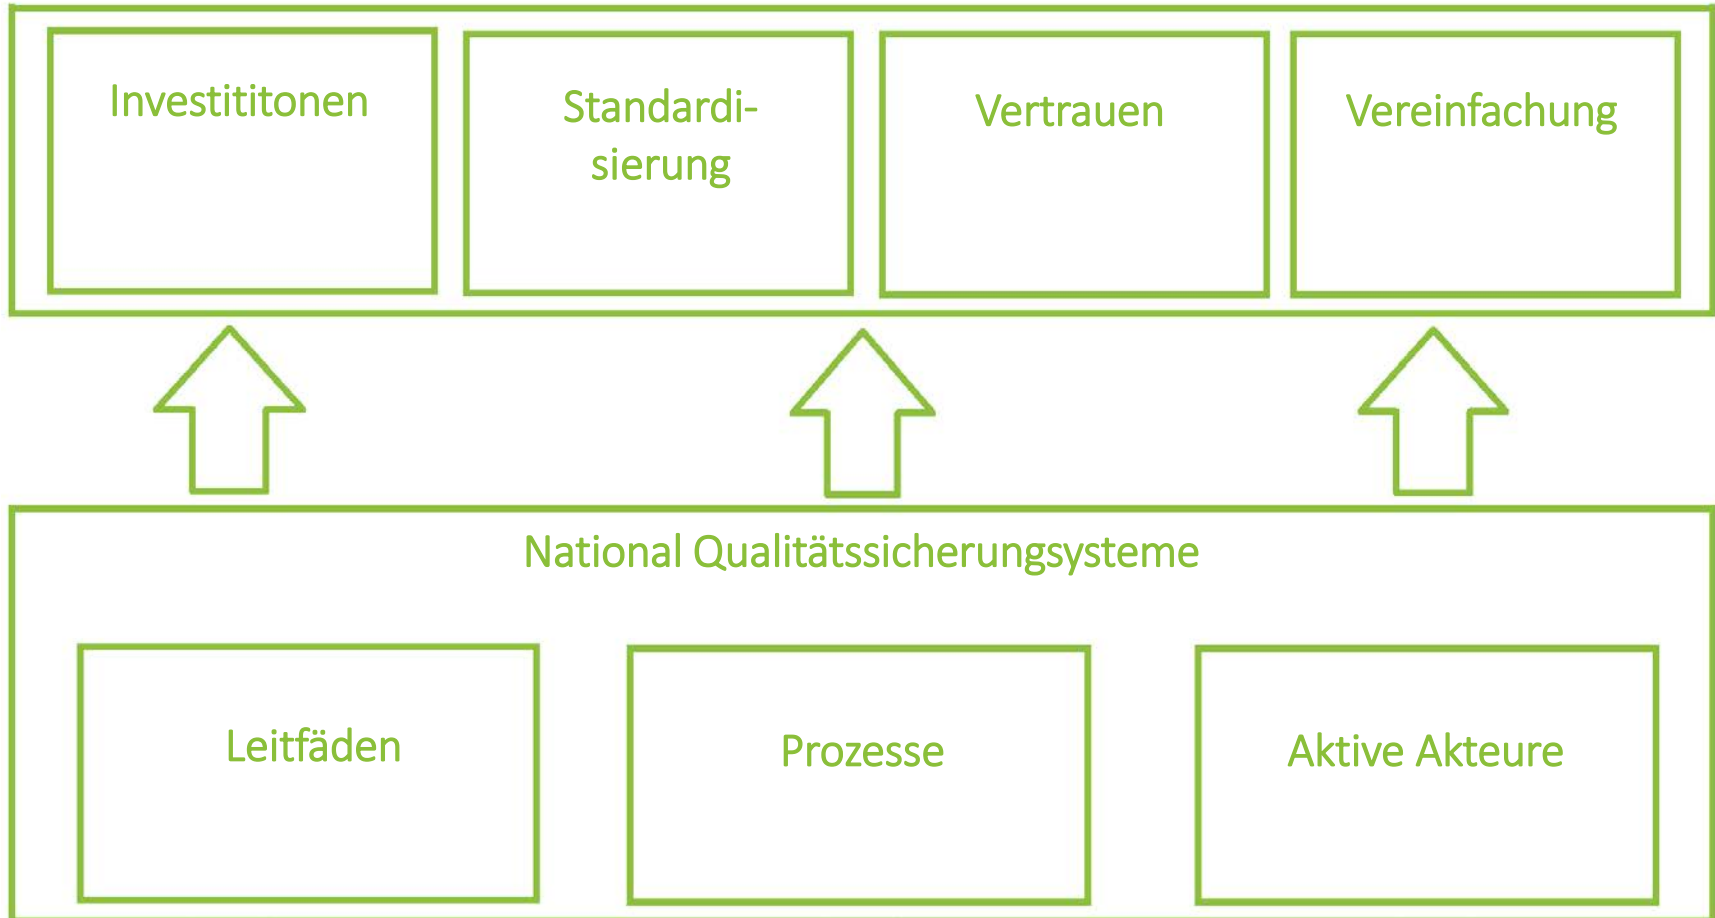 Investititonen
Standardi-
sierung
Vertrauen
Vereinfachung
National Qualitätssicherungsysteme
Leitfäden
Prozesse
Aktive Akteure